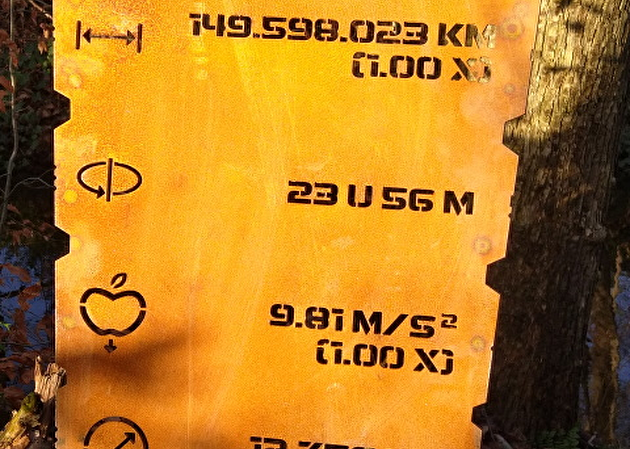 149.598.023 KM
(1.00 X)
23 U 56 M
9.81 M/S²
(1.00 X)